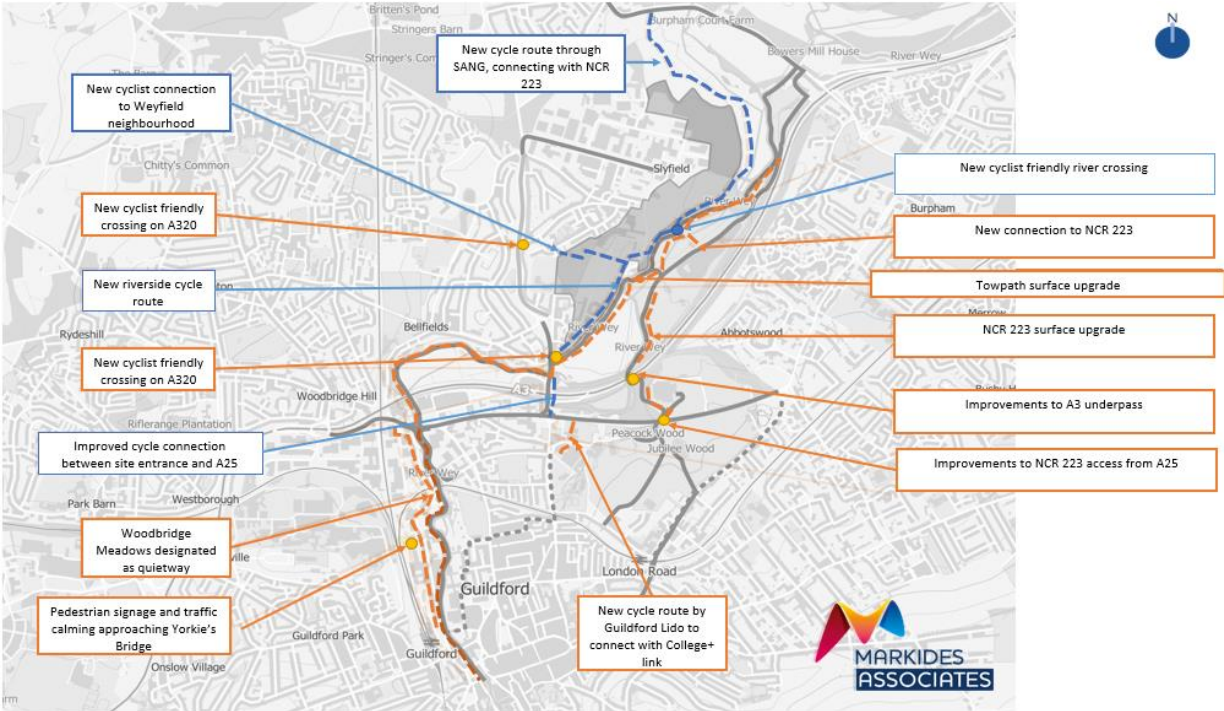 Britten's Pond
Stringers Barn
Burpham Court Farm
Bowers Mill House
River Wey
N
New cycle route through
SANG, connecting with NCR
223
New cyclist connection
to Weyfield
neighbourhood
Chitty's Common
Slyfield
New cyclist friendly river crossing
New cyclist friendly
crossing on A320
River Wey
Burpham
New connection to NCR 223
New riverside cycle
route
Towpath surface upgrade
Rydeshill
Bellfields
River Wey
River Wey
Abbotswood
Merrow
NCR 223 surface upgrade
New cyclist friendly
crossing on A320
Woodbridge Hill
A3
Improvements to A3 underpass
Riflerange Plantation
Peacock Wood
Jubilee Wood
Improved cycle connection
between site entrance and A25
River Wey
Improvements to NCR 223 access from A25
Westborough
Park Barn
Woodbridge
Meadows designated
as quietway
London Road
Guildford
Pedestrian signage and traffic
calming approaching Yorkie's
Bridge
Guildford Park
Guildford
Onslow Village
New cycle route by
Guildford Lido to
connect with College+
link
MARKIDES
ASSOCIATES